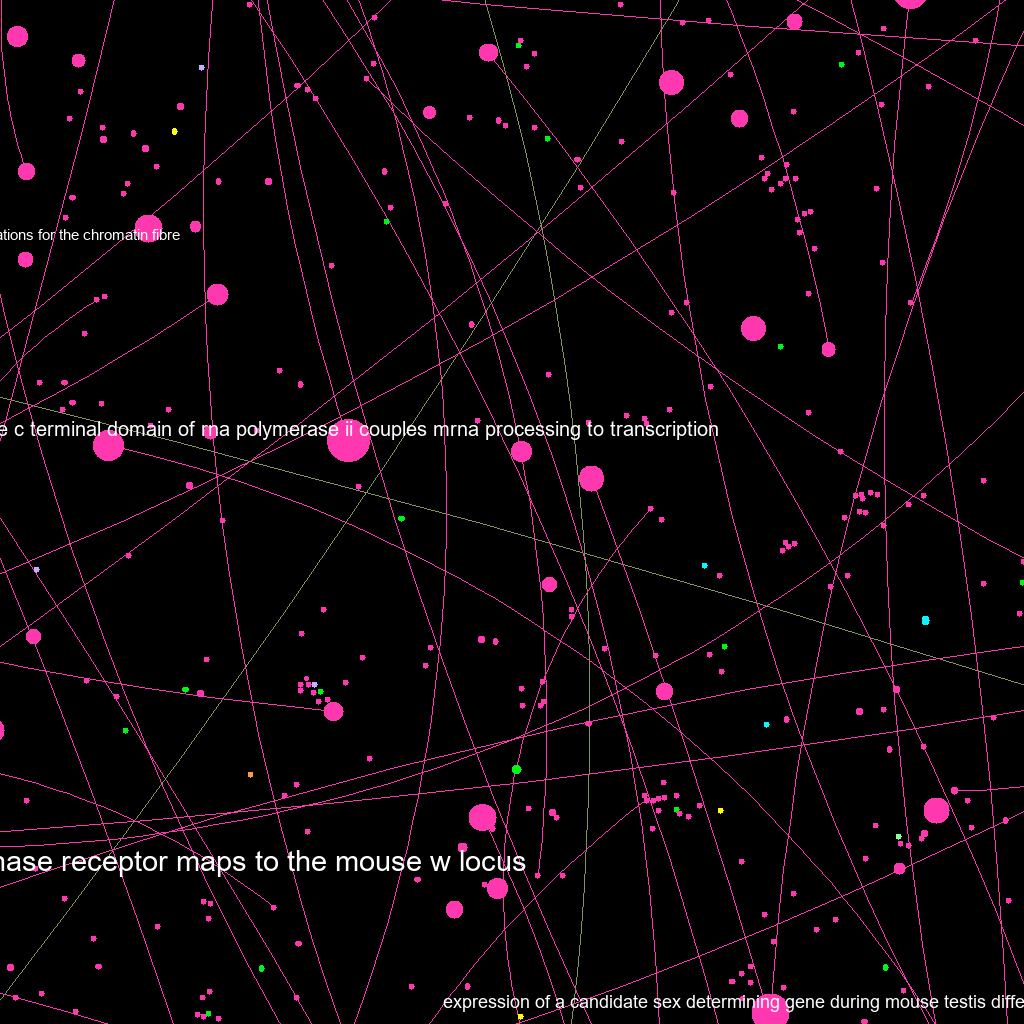 ations for the chromatin fibre
e c terminal domain of rna polymerase ii couples mrna processing to transcription
nase receptor maps to the mouse w locus
expression of a candidate sex determining gene during mouse testis diffe